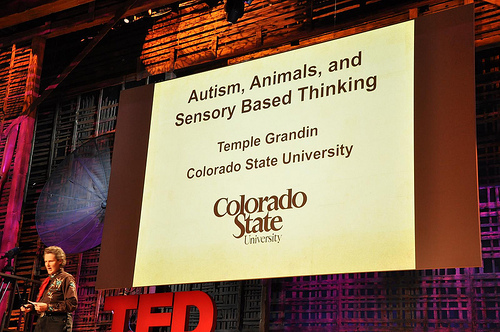 Autism, Animals, and
Sensory Based Thinking
Temple Grandin
Colorado State University
Colorado
State
University
TED